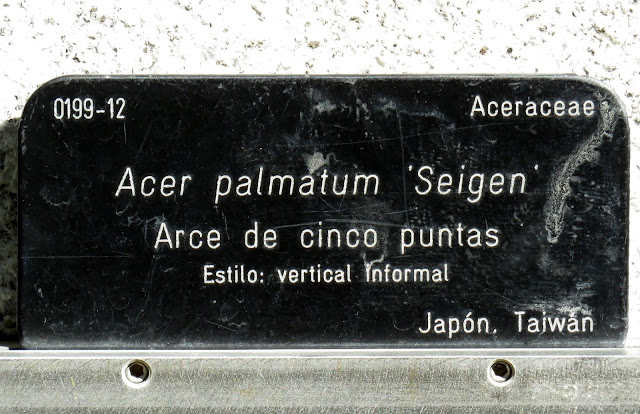 0199-12 Aceraceae
Acer palmatum 'Seigen'
Arce de cinco puntas
Estilo: vertical informal
Japón, Taiwán